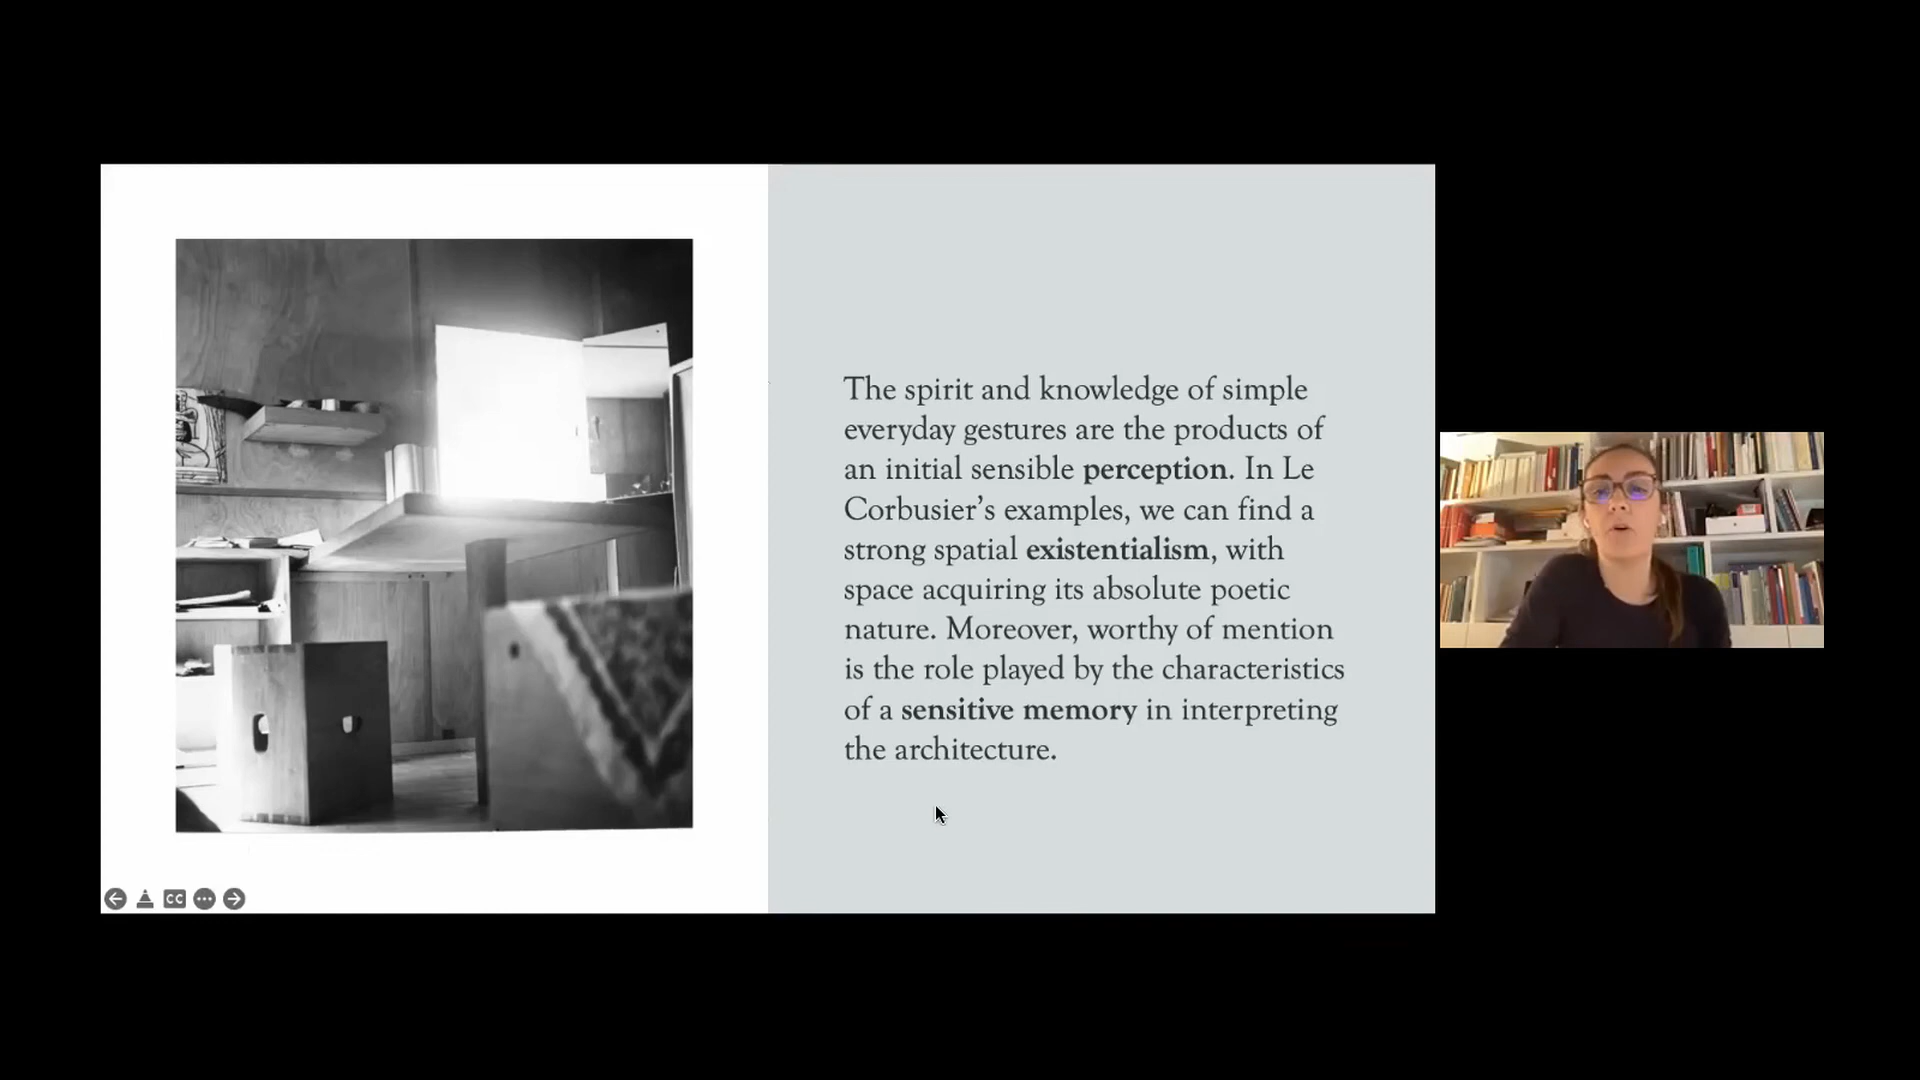 The spirit and knowledge of simple
everyday gestures are the products of
an initial sensible perception. In Le
Corbusier’s examples, we can find a
strong spatial existentialism, with
space acquiring its absolute poetic
nature. Moreover, worthy of mention
is the role played by the characteristics
of a sensitive memory in interpreting
the architecture.
CC